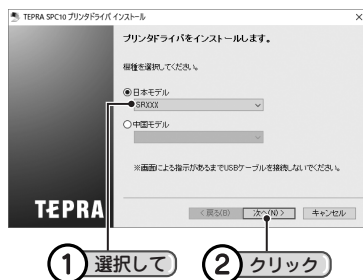 TEPRA SPC10 プリンタドライバ インストール
プリンタドライバをインストールします。
機種を選択してください。
日本モデル
SRXXX
中国モデル
※画面による指示があるまでUSBケーブルを接続しないでください。
TEPRA
< 戻る(B) 次へ(N) > キャンセル
1 選択して 2 クリック